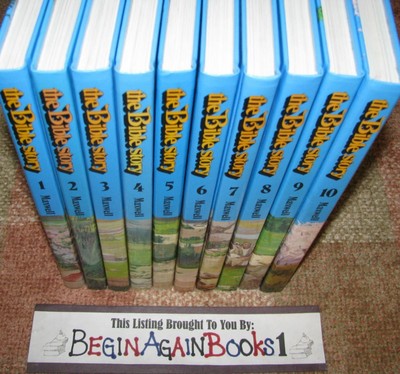 the Bible story 1 Maxwell
the Bible story 2 Maxwell
the Bible story 3 Maxwell
the Bible story 4 Maxwell
the Bible story 5 Maxwell
the Bible story 6 Maxwell
the Bible story 7 Maxwell
the Bible story 8 Maxwell
the Bible story 9 Maxwell
the Bible story 10 Maxwell
This Listing Brought To You By:
BEGINAGAINBOOKS1